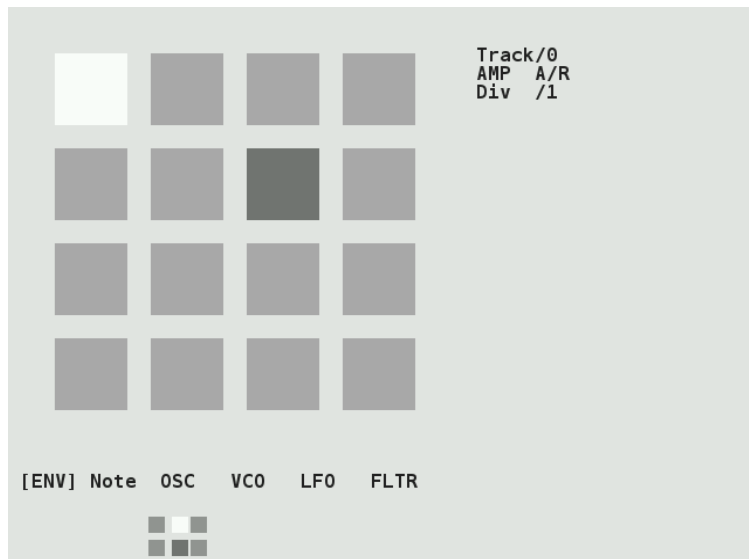 Track/0
AMP A/R
Div /1
[ENV] Note OSC VCO LFO FLTR